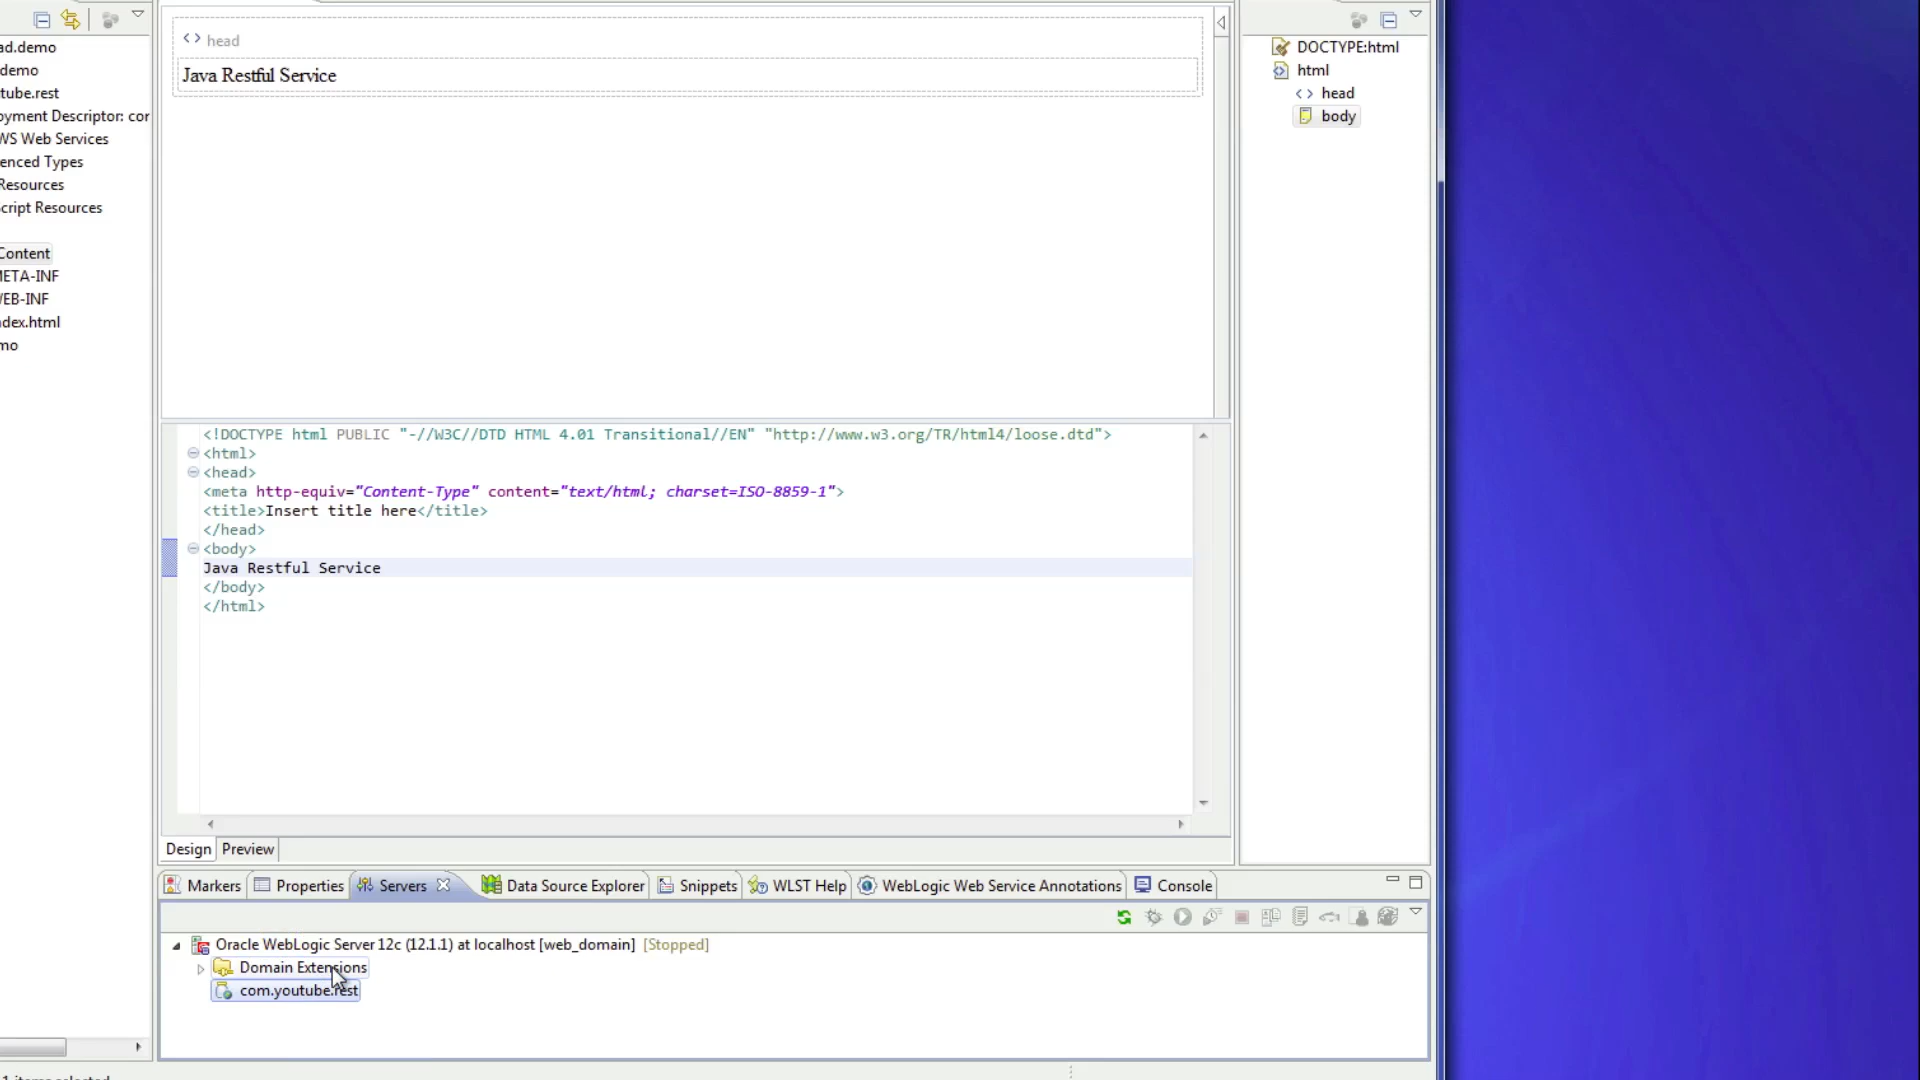 ad.demo
demo
tube.rest
oyment Descriptor: cor
WS Web Services
enced Types
Resources
cript Resources
Content
META-INF
WEB-INF
ndex.html
mo
head
Java Restful Service
<!DOCTYPE html PUBLIC "-//W3C//DTD HTML 4.01 Transitional//EN" "http://www.w3.org/TR/html4/loose.dtd">
<html>
<head>
<meta http-equiv="Content-Type" content="text/html; charset=ISO-8859-1">
<title>Insert title here</title>
</head>
<body>
Java Restful Service
</body>
</html>
Design Preview
DOCTYPE:html
html
head
body
Markers Properties Servers Data Source Explorer Snippets WLST Help WebLogic Web Service Annotations Console
Oracle WebLogic Server 12c (12.1.1) at localhost [web_domain] [Stopped]
Domain Extensions
com.youtube.rest